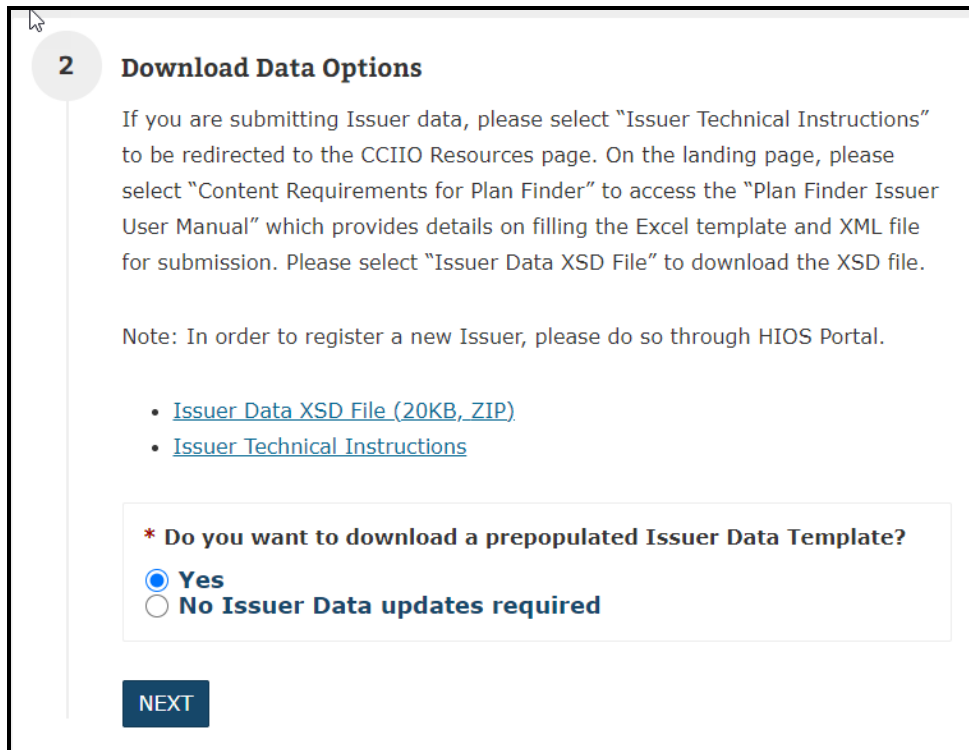 2
Download Data Options
If you are submitting Issuer data, please select “Issuer Technical Instructions”
to be redirected to the CCIIO Resources page. On the landing page, please
select “Content Requirements for Plan Finder” to access the “Plan Finder Issuer
User Manual” which provides details on filling the Excel template and XML file
for submission. Please select “Issuer Data XSD File” to download the XSD file.
Note: In order to register a new Issuer, please do so through HIOS Portal.
• Issuer Data XSD File (20KB, ZIP)
• Issuer Technical Instructions
* Do you want to download a prepopulated Issuer Data Template?
Yes
No Issuer Data updates required
NEXT